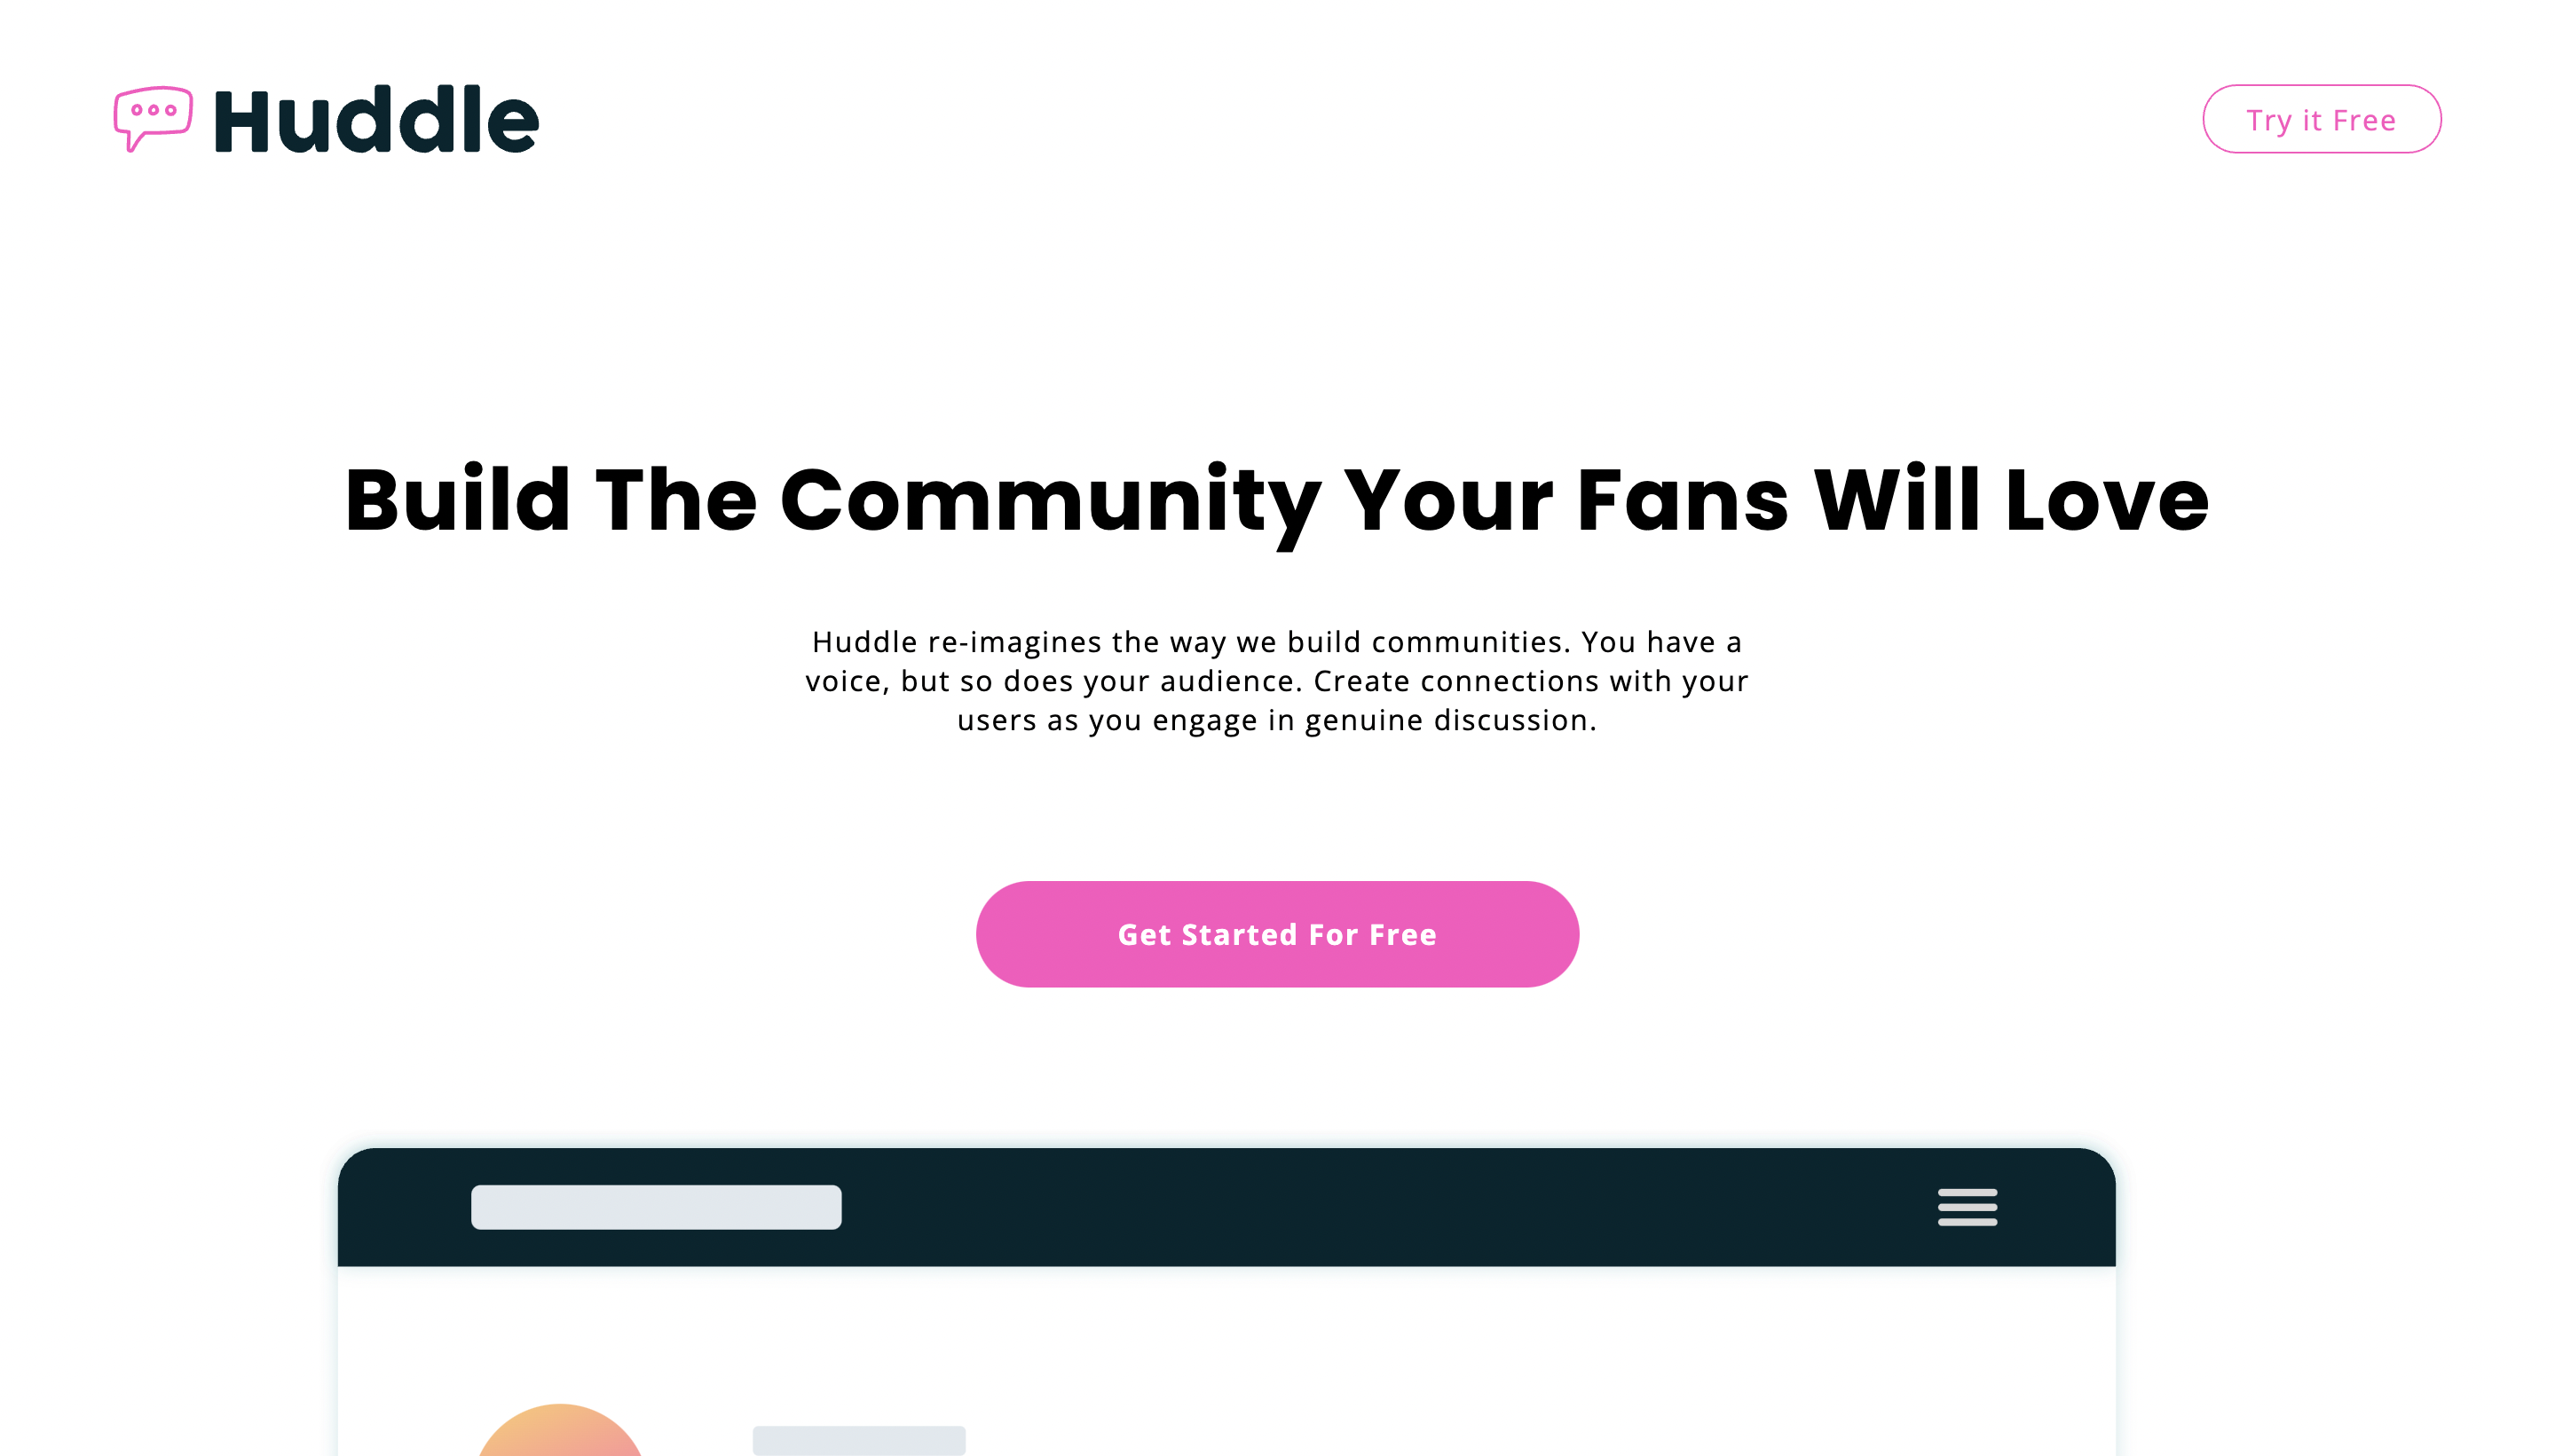 Huddle
Try it Free
Build The Community Your Fans Will Love
Huddle re-imagines the way we build communities. You have a
voice, but so does your audience. Create connections with your
users as you engage in genuine discussion.
Get Started For Free